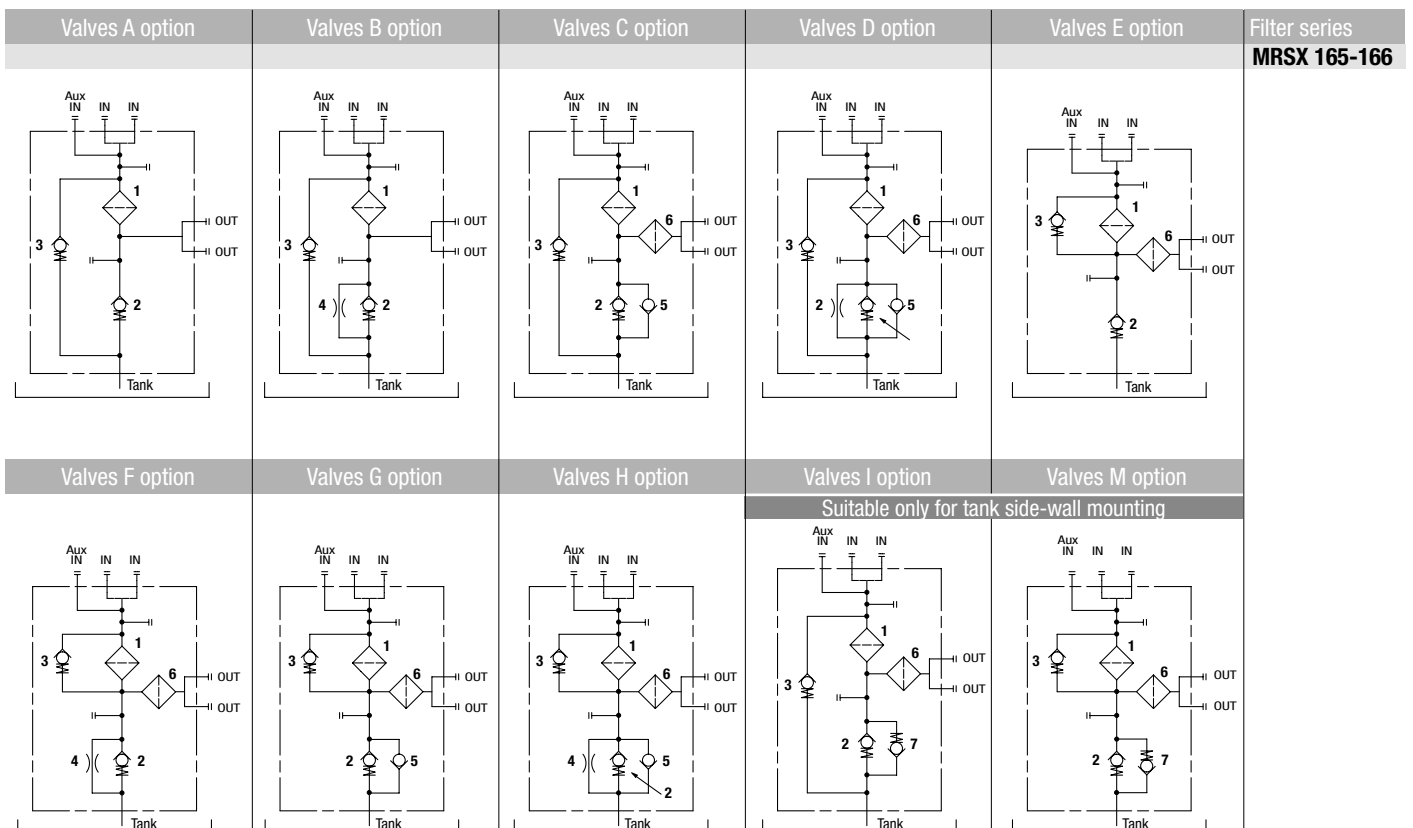 Valves A option
Valves B option
Valves C option
Valves D option
Valves E option
Filter series
MRSX 165-166
Aux
IN IN IN
1
3
OUT
OUT
2
Tank
Aux
IN IN IN
1
3
OUT
OUT
4 2
Tank
Aux
IN IN IN
1
6
3
OUT
OUT
2 5
Tank
Aux
IN IN IN
1
6
3
OUT
OUT
2 5
Tank
Aux
IN IN IN
3 1
6
OUT
OUT
2
Tank
Valves F option
Valves G option
Valves H option
Valves I option
Valves M option
Suitable only for tank side-wall mounting
Aux
IN IN IN
1
3
6
OUT
OUT
4 2
Tank
Aux
IN IN IN
1
3
6
OUT
OUT
2 5
Tank
Aux
IN IN IN
1
3
6
OUT
OUT
4 5
2
Tank
Aux
IN IN IN
1
6
3
OUT
OUT
2 7
Tank
Aux
IN IN IN
1
3
6
OUT
OUT
2 7
Tank